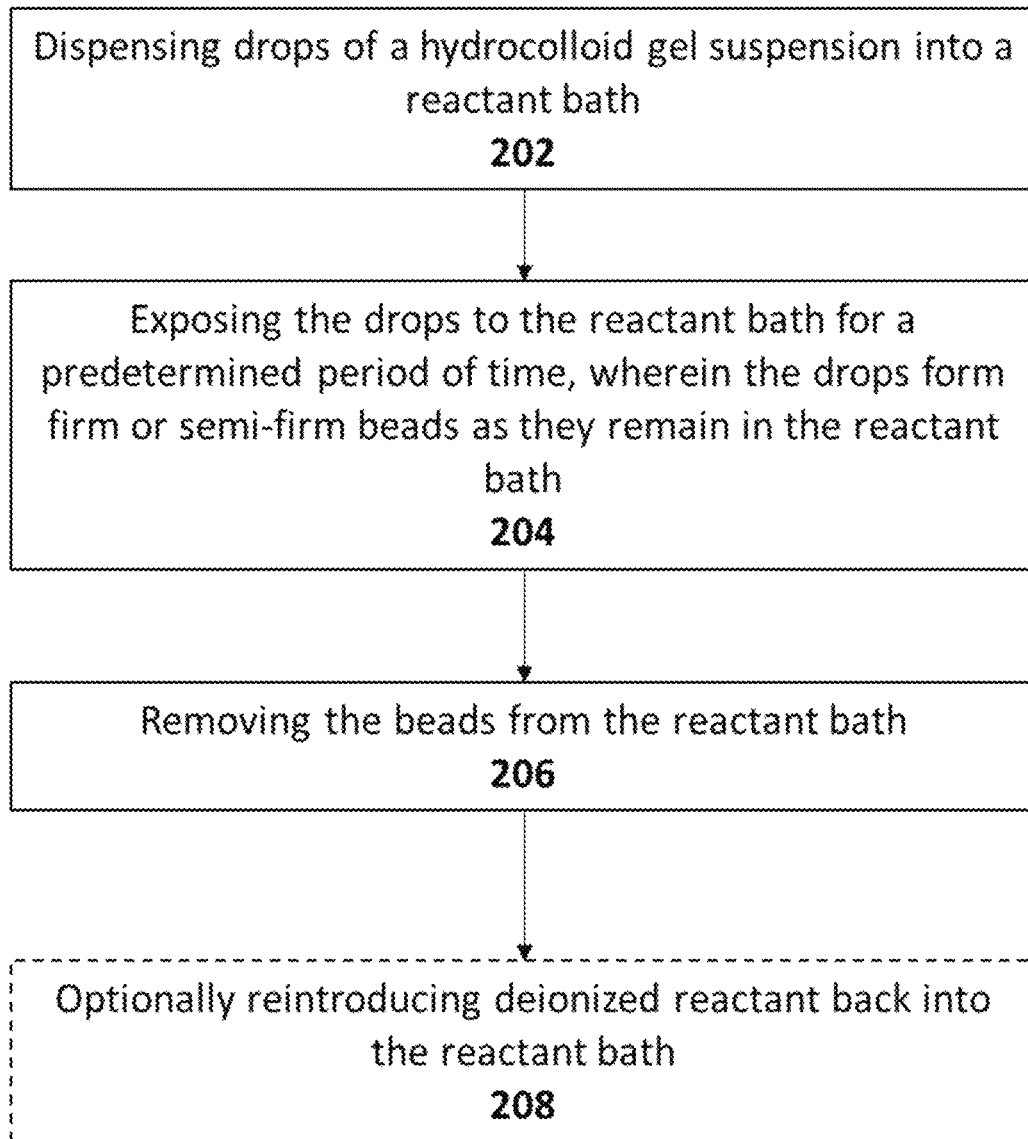 Dispensing drops of a hydrocolloid gel suspension into a
reactant bath
202
Exposing the drops to the reactant bath for a
predetermined period of time, wherein the drops form
firm or semi-firm beads as they remain in the reactant
bath
204
Removing the beads from the reactant bath
206
Optionally reintroducing deionized reactant back into
the reactant bath
208